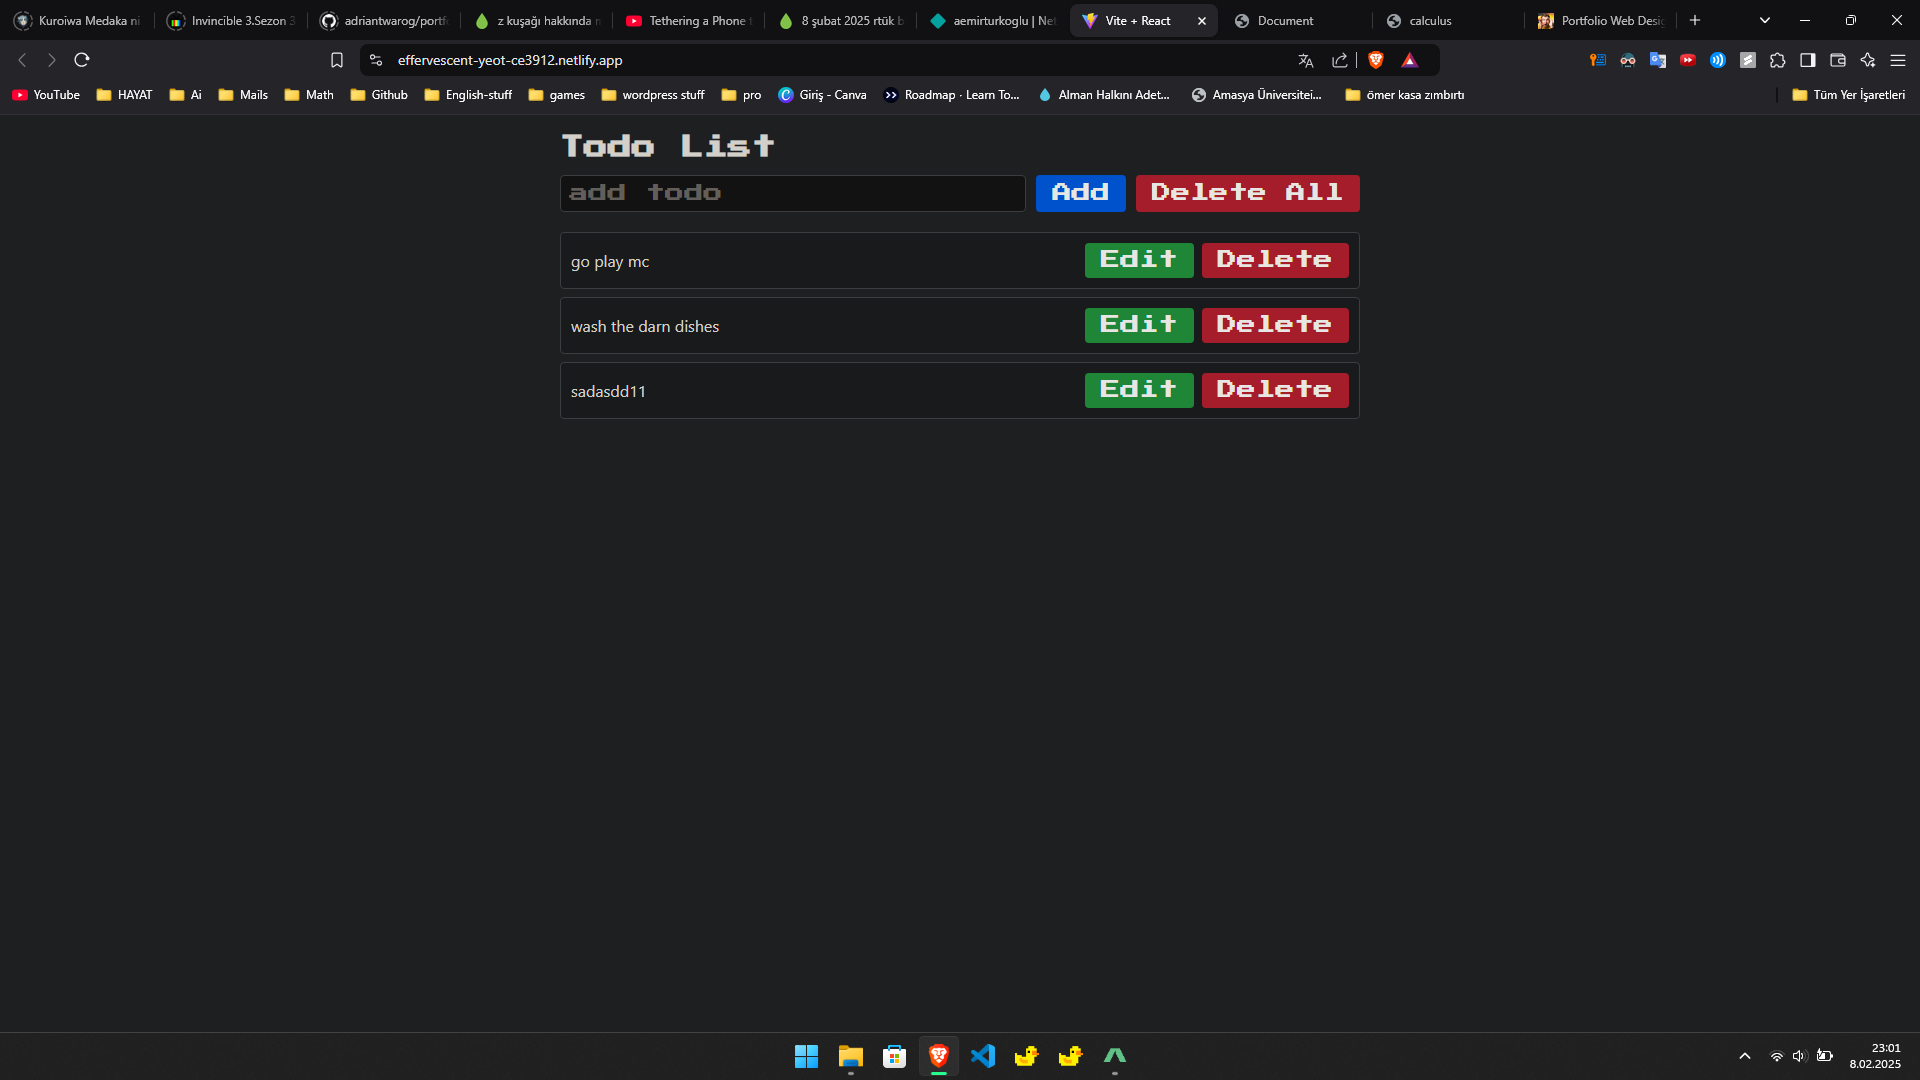 Kuroiwa Medaka ni
Invincible 3.Sezon 3
adriantwarog/portf
z kuşağı hakkında
Tethering a Phone
8 şubat 2025 rtük b
aemirturkoglu | Net
Vite + React
Document
calculus
Portfolio Web Desi
effervescent-yeot-ce3912.netlify.app
YouTube
HAYAT
Ai
Mails
Math
Github
English-stuff
games
wordpress stuff
pro
Giriş - Canva
Roadmap · Learn To...
Alman Halkını Adet...
Amasya Üniversitei...
ömer kasa zımbırtı
Tüm Yer İşaretleri
Todo List
add todo
Add
Delete All
go play mc
Edit
Delete
wash the darn dishes
Edit
Delete
sadasdd11
Edit
Delete
23:01
8.02.2025